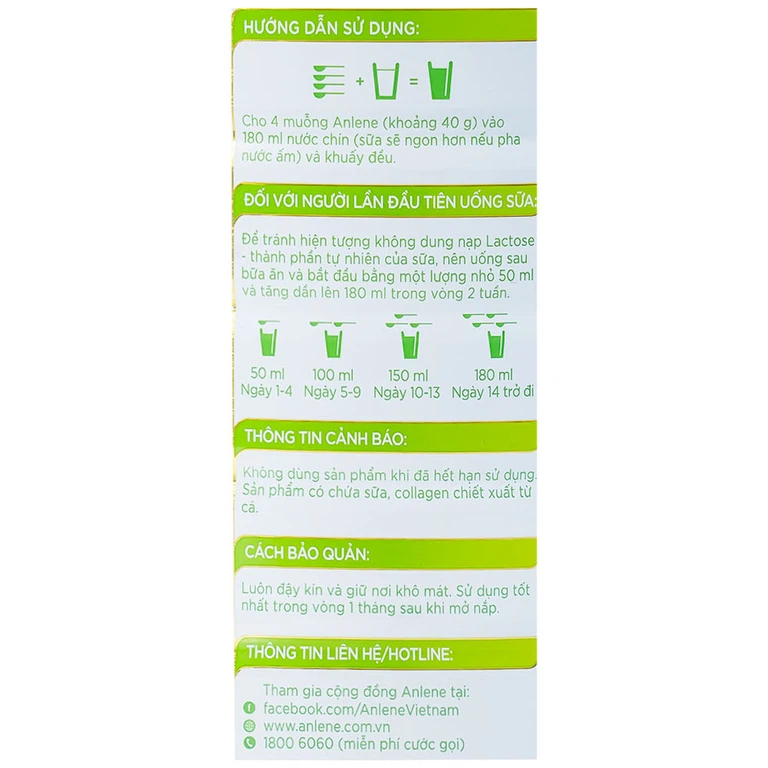 HƯỚNG DẪN SỬ DỤNG:
+ =
Cho 4 muỗng Anlene (khoảng 40 g) vào
180 ml nước chín (sữa sẽ ngon hơn nếu pha
nước ấm) và khuấy đều.
ĐỐI VỚI NGƯỜI LẦN ĐẦU TIÊN UỐNG SỮA:
Để tránh hiện tượng không dung nạp Lactose
- thành phần tự nhiên của sữa, nên uống sau
bữa ăn và bắt đầu bằng một lượng nhỏ 50 ml
và tăng dần lên 180 ml trong vòng 2 tuần.
50 ml 100 ml 150 ml 180 ml
Ngày 1-4 Ngày 5-9 Ngày 10-13 Ngày 14 trở đi
THÔNG TIN CẢNH BÁO:
Không dùng sản phẩm khi đã hết hạn sử dụng.
Sản phẩm có chứa sữa, collagen chiết xuất từ
cá.
CÁCH BẢO QUẢN:
Luôn đậy kín và giữ nơi khô mát. Sử dụng tốt
nhất trong vòng 1 tháng sau khi mở nắp.
THÔNG TIN LIÊN HỆ/HOTLINE:
Tham gia cộng đồng Anlene tại:
facebook.com/AnleneVietnam
www.anlene.com.vn
1800 6060 (miễn phí cước gọi)